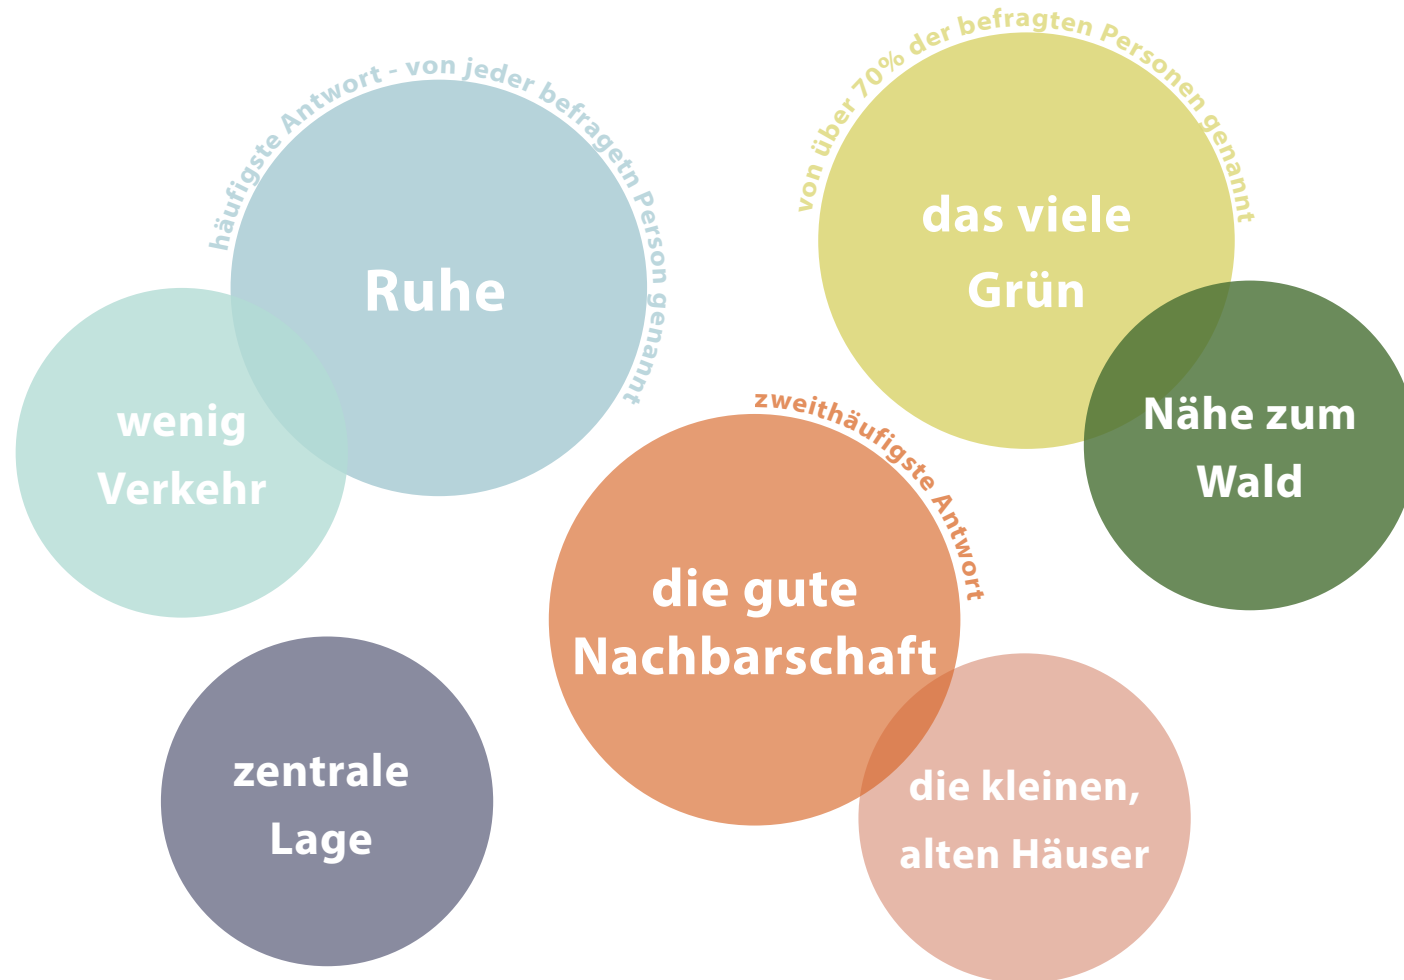 häufigste Antwort - von jeder befragetn Person genannt
Ruhe
von über 70% der befragten Personen genannt
das viele
Grün
wenig
Verkehr
Nähe zum
Wald
zweithäufigste Antwort
die gute
Nachbarschaft
zentrale
Lage
die kleinen,
alten Häuser